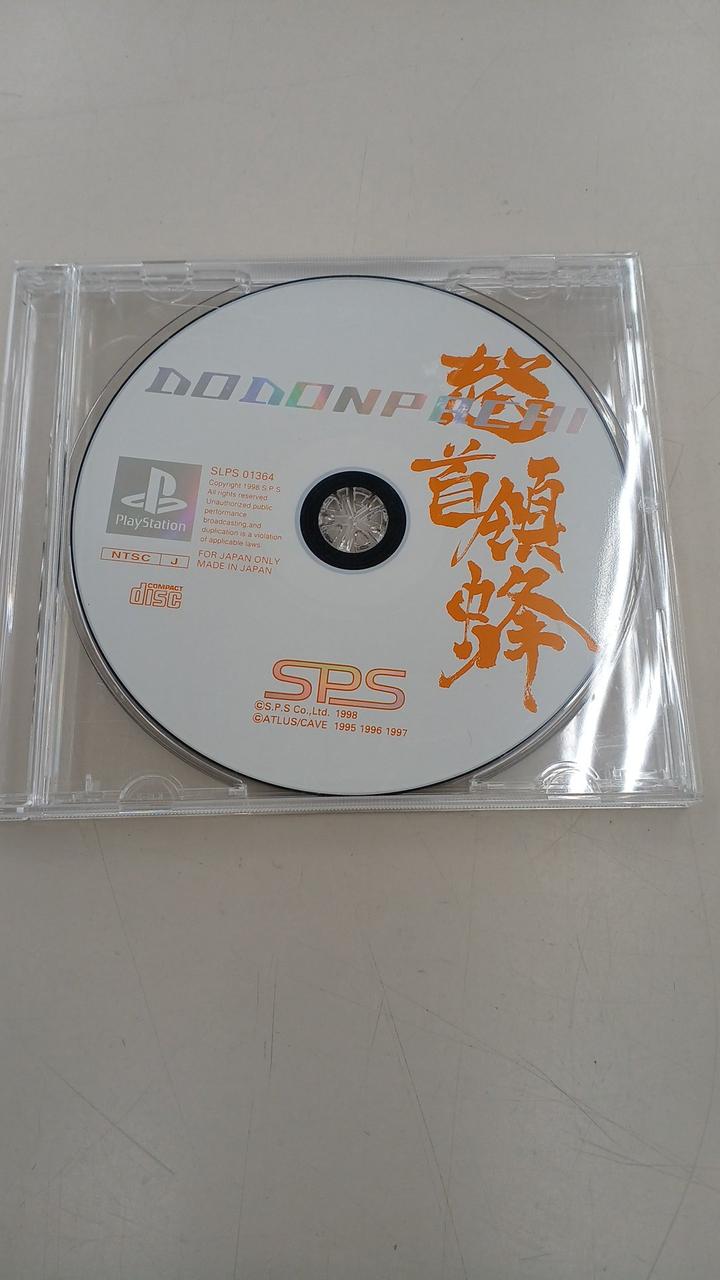 DODONPACHI
怒
首領
蜂
PlayStation
NTSC J
COMPACT
disc
SLPS 01364
Copyright 1998 S.P.S
All rights reserved.
Unauthorized public
performance
broadcasting,and
duplication is a violation
of applicable laws.
FOR JAPAN ONLY
MADE IN JAPAN
SPS
©S.P.S Co.,Ltd. 1998
©ATLUS/CAVE 1995 1996 1997